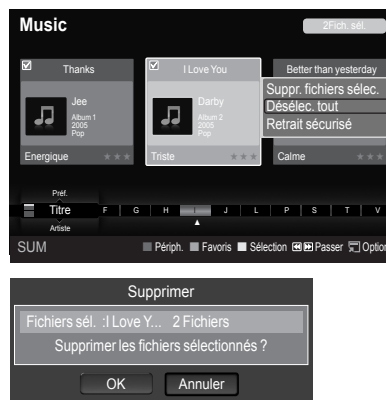 Music
2Fich. sél.
Thanks
I Love You
Better than yesterday
Suppr. fichiers sélec.
Désélec. tout
Retrait sécurisé
Jee
Album 1
2005
Pop
Darby
Album 2
2005
Pop
Energique
Triste
Calme
Préf.
Titre F G H I J L P S T V
Artiste
SUM Périph. Favoris Sélection Passer Option
Supprimer
Fichiers sél. :I Love Y... 2 Fichiers
Supprimer les fichiers sélectionnés ?
OK Annuler